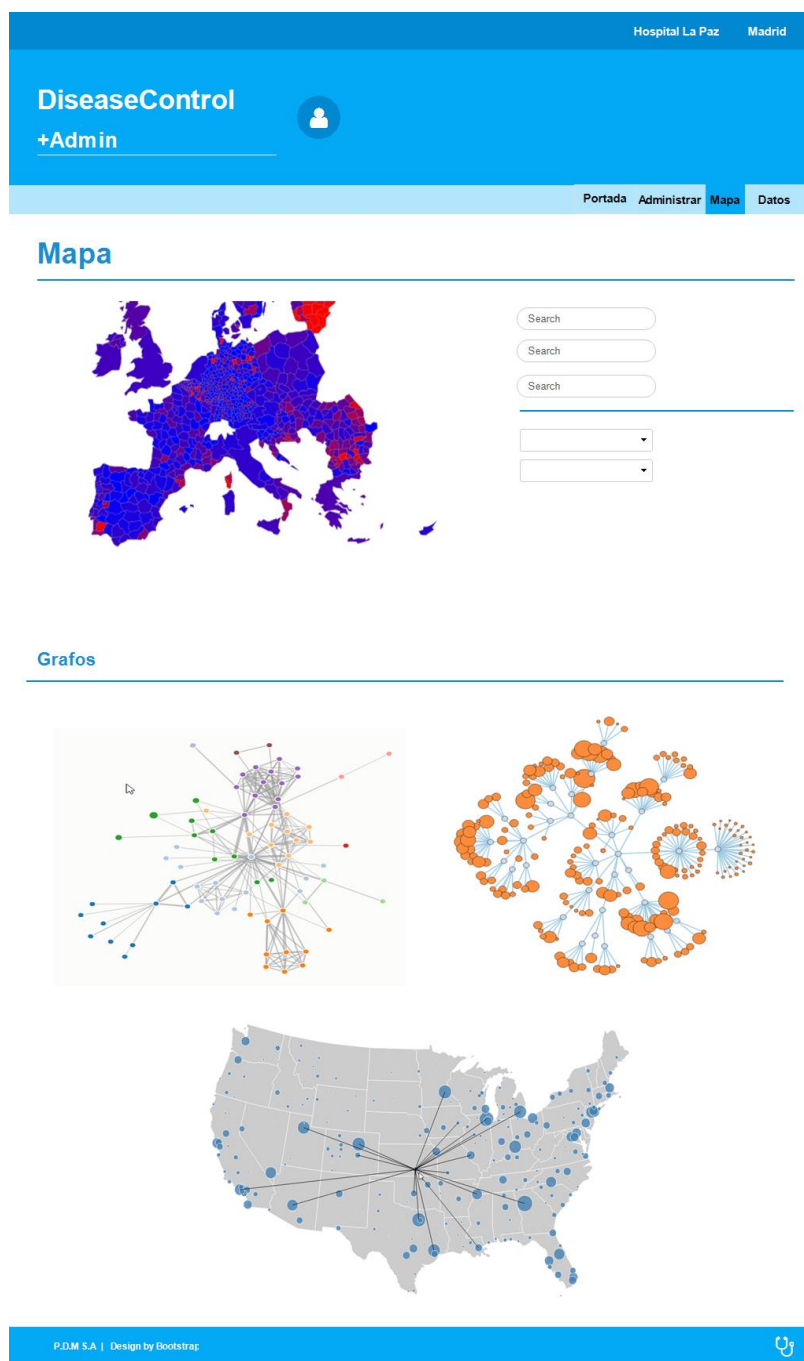 Hospital La Paz Madrid
DiseaseControl
+Admin
Portada Administrar Mapa Datos
Mapa
Search
Search
Search
Grafos
P.D.M S.A | Design by Bootstrap